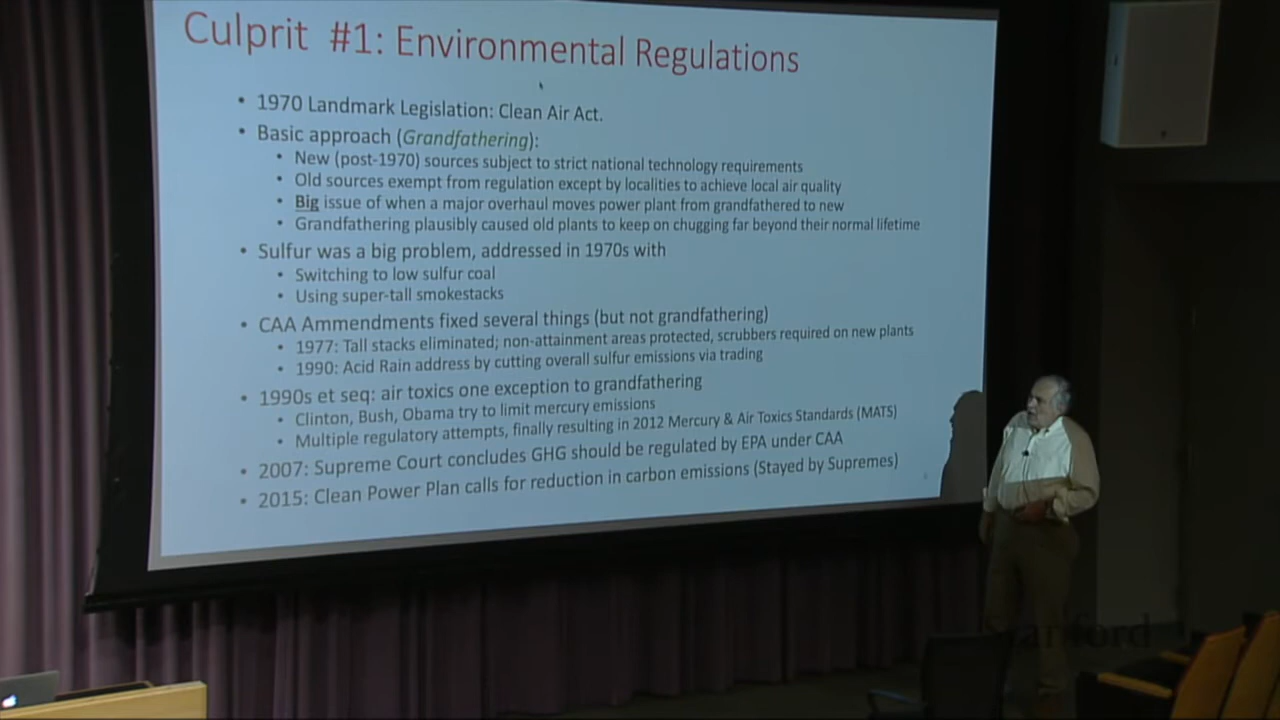 Culprit #1: Environmental Regulations
• 1970 Landmark Legislation: Clean Air Act.
• Basic approach (Grandfathering):
• New (post-1970) sources subject to strict national technology requirements
• Old sources exempt from regulation except by localities to achieve local air quality
• Big issue of when a major overhaul moves power plant from grandfathered to new
• Grandfathering plausibly caused old plants to keep on chugging far beyond their normal lifetime
• Sulfur was a big problem, addressed in 1970s with
• Switching to low sulfur coal
• Using super-tall smokestacks
• CAA Ammendments fixed several things (but not grandfathering)
• 1977: Tall stacks eliminated; non-attainment areas protected, scrubbers required on new plants
• 1990: Acid Rain address by cutting overall sulfur emissions via trading
• 1990s et seq: air toxics one exception to grandfathering
• Clinton, Bush, Obama try to limit mercury emissions
• Multiple regulatory attempts, finally resulting in 2012 Mercury & Air Toxics Standards (MATS)
• 2007: Supreme Court concludes GHG should be regulated by EPA under CAA
• 2015: Clean Power Plan calls for reduction in carbon emissions (Stayed by Supremes)